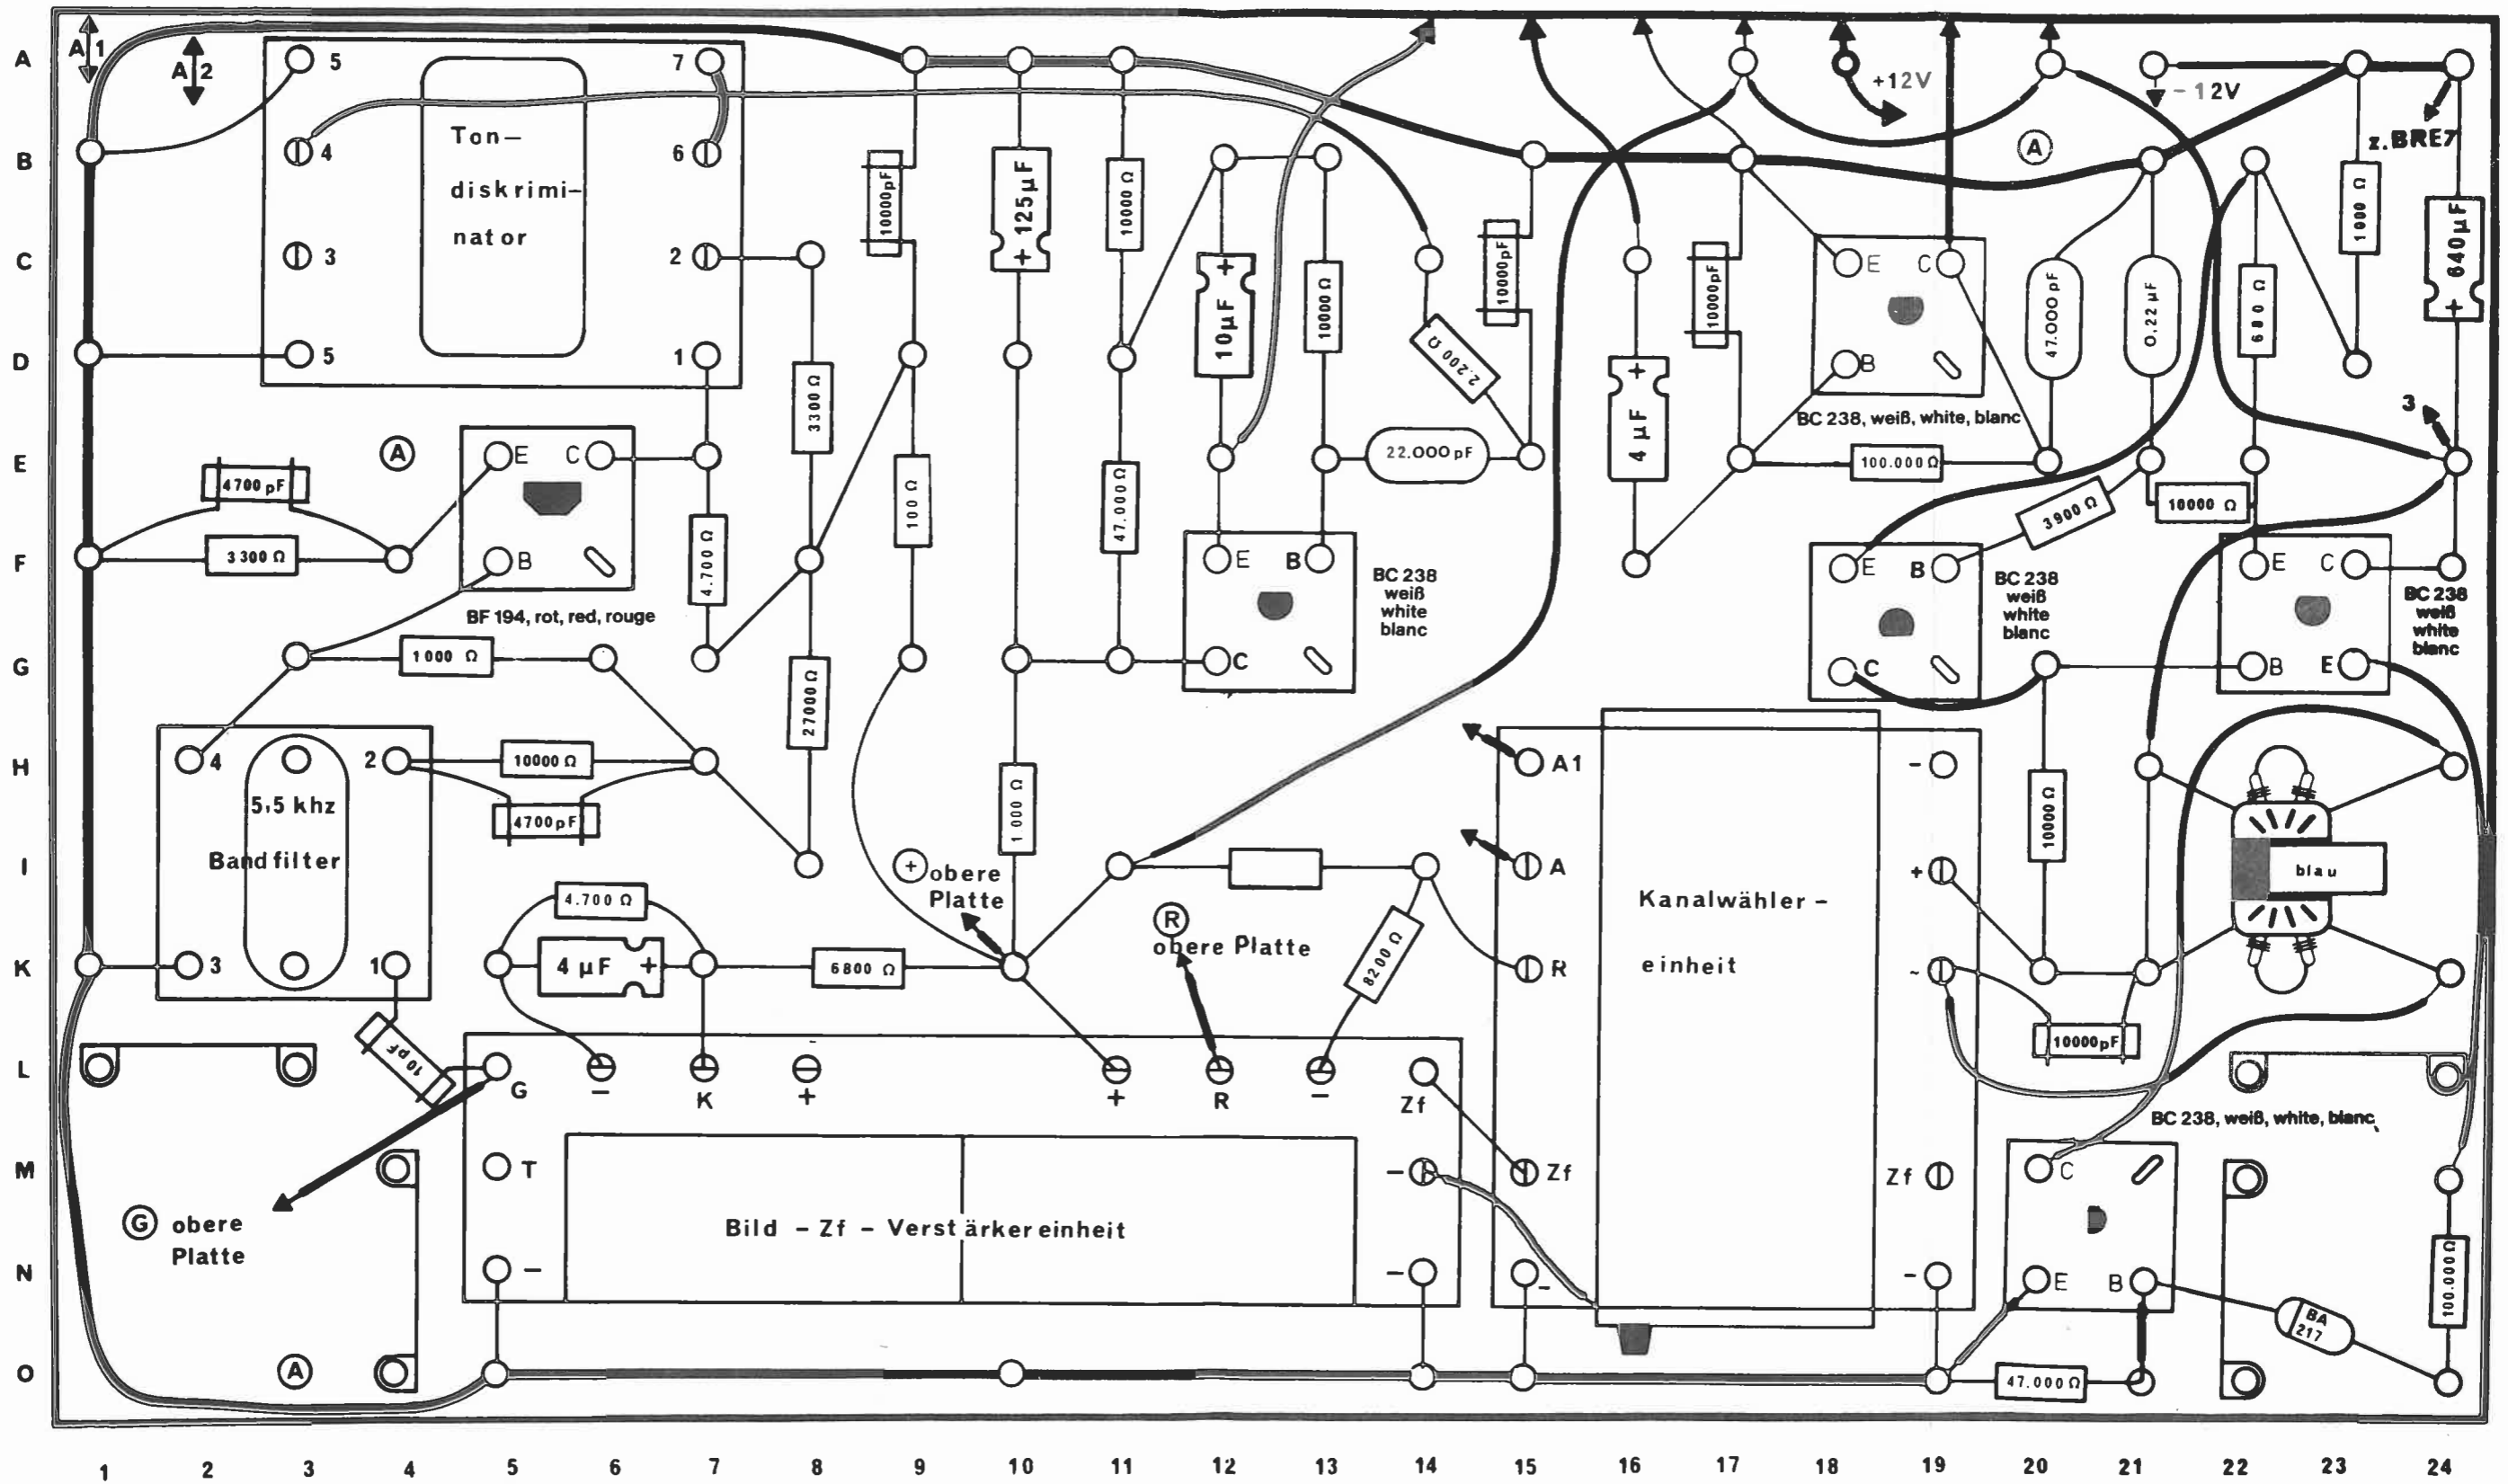 A1
A2
5
7
+12V
-12V
A
z.BRE7
A
B
C
D
E
F
G
H
I
K
L
M
N
O
4
6
Ton-
diskrimi-
nator
3
2
5
1
10000pF
+ 125µF
10000 Ω
10µF
+
10000 Ω
10000pF
10000pF
2.200 Ω
E
C
B
BC 238, weiß, white, blanc
47.000 pF
0,22 µF
680 Ω
1000 Ω
640µF
+
3
A
E
C
B
BF 194, rot, red, rouge
4700 pF
3300 Ω
3300 Ω
4.700 Ω
100 Ω
47.000 Ω
22.000 pF
4 µF
+
100.000 Ω
3900 Ω
10000 Ω
E
B
C
BC 238
weiß
white
blanc
E
B
C
BC 238
weiß
white
blanc
E
C
B
E
BC 238
weiß
white
blanc
1000 Ω
27000 Ω
4
2
5,5 khz
Bandfilter
3
1
10000 Ω
4700pF
1 000 Ω
+
obere
Platte
4.700 Ω
4 µF +
6800 Ω
R
obere Platte
8200 Ω
A1
A
R
Zf
-
Kanalwähler-
einheit
-
+
~
Zf
-
10000 Ω
blau
10000pF
10 pF
G
-
K
+
+
R
-
Zf
T
-
-
-
Bild - Zf - Verstärkereinheit
G obere
Platte
A
BC 238, weiß, white, blanc
C
E
B
BA
217
100.000 Ω
47.000 Ω
1 2 3 4 5 6 7 8 9 10 11 12 13 14 15 16 17 18 19 20 21 22 23 24